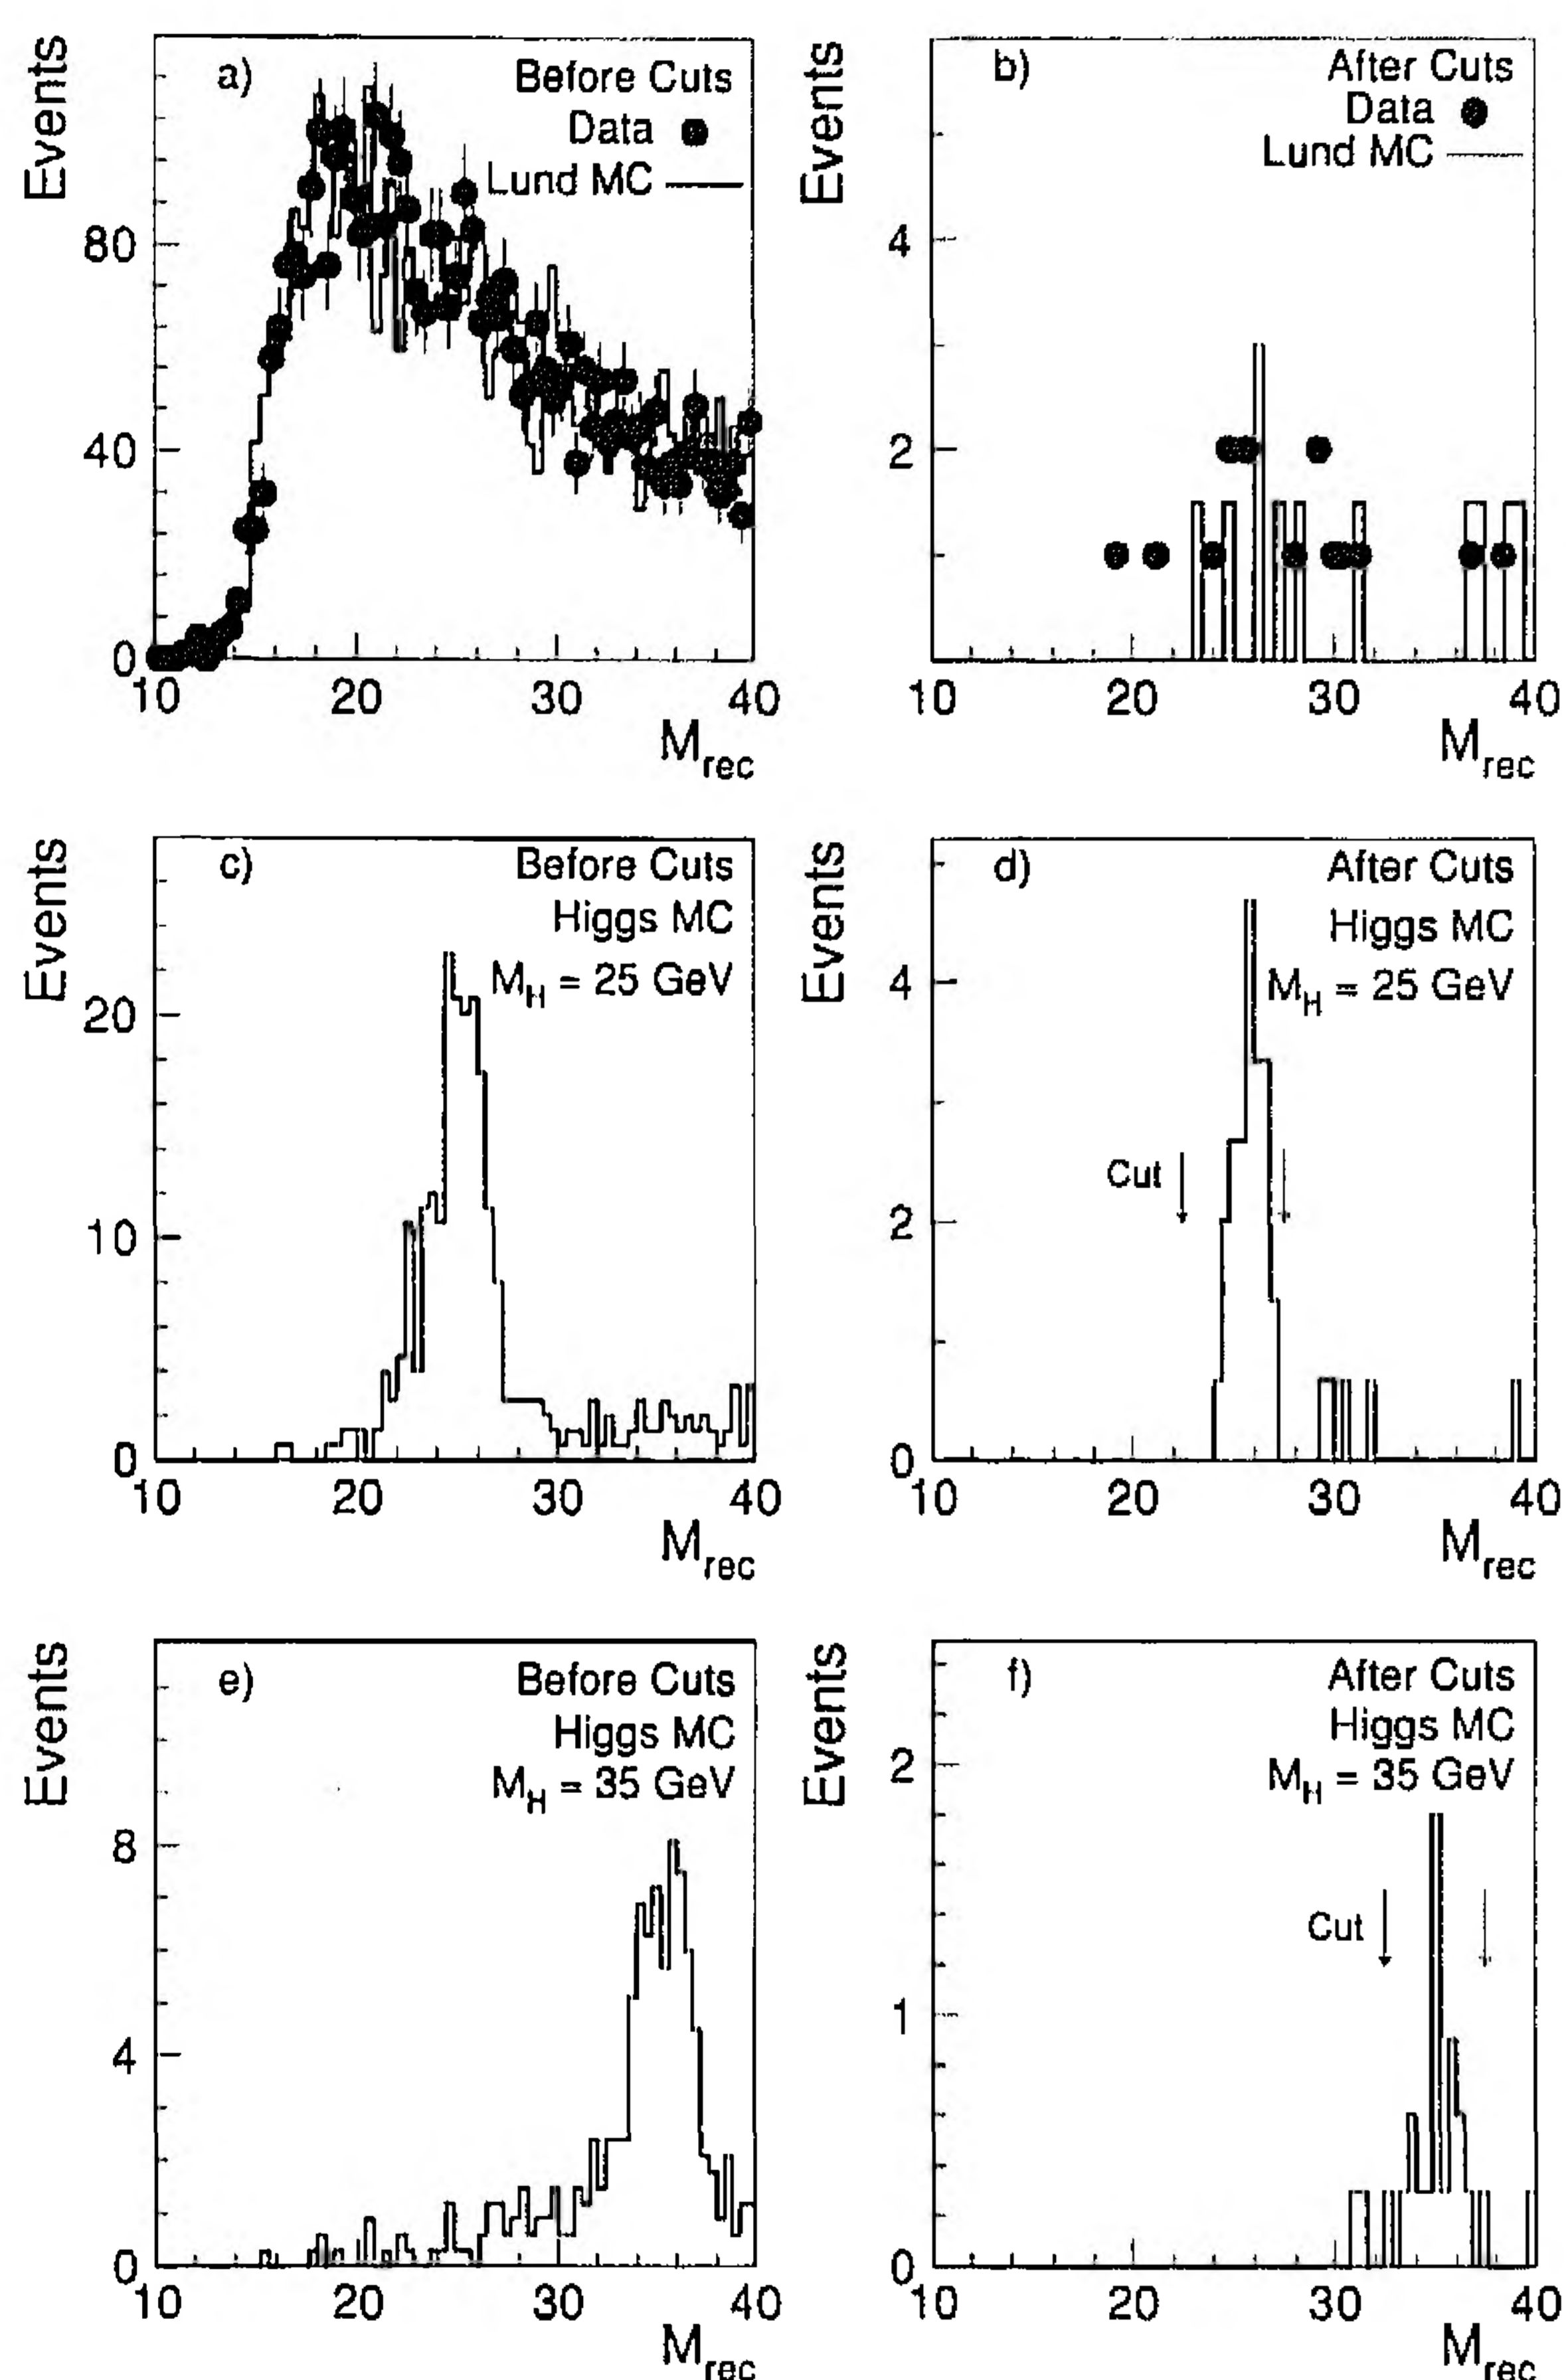 Events
a)
Before Cuts
Data
Lund MC
80
40
0
10 20 30 40
M_rec
Events
b)
After Cuts
Data
Lund MC
4
2
10 20 30 40
M_rec
Events
c)
Before Cuts
Higgs MC
M_H = 25 GeV
20
10
0
10 20 30 40
M_rec
Events
d)
After Cuts
Higgs MC
M_H = 25 GeV
4
Cut
2
0
10 20 30 40
M_rec
Events
e)
Before Cuts
Higgs MC
M_H = 35 GeV
8
4
0
10 20 30 40
M_rec
Events
f)
After Cuts
Higgs MC
M_H = 35 GeV
2
Cut
1
0
10 20 30 40
M_rec